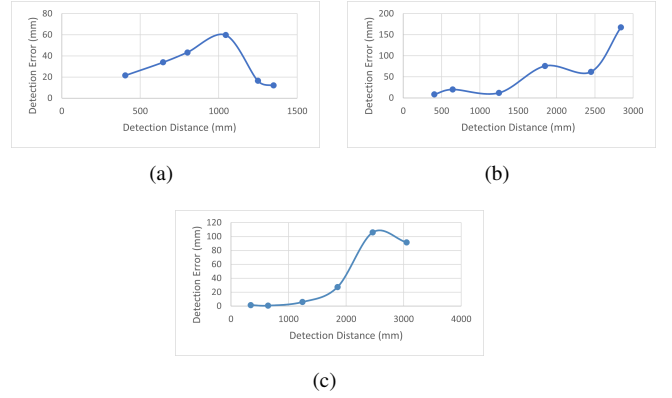 80
60
40
20
0
0 500 1000 1500
Detection Error (mm)
Detection Distance (mm)
(a)
200
150
100
50
0
0 500 1000 1500 2000 2500 3000
Detection Error (mm)
Detection Distance (mm)
(b)
120
100
80
60
40
20
0
0 1000 2000 3000 4000
Detection Error (mm)
Detection Distance (mm)
(c)